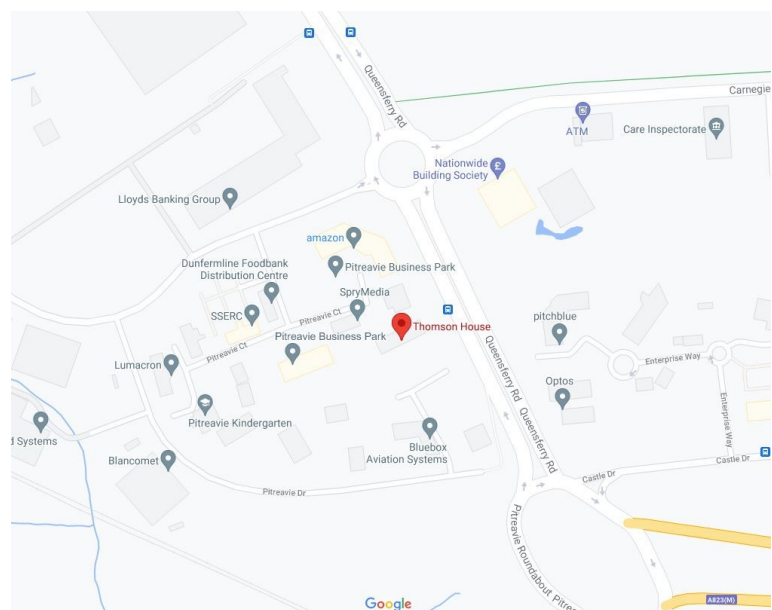 Queensferry Rd
Carnegie
ATM
Care Inspectorate
Nationwide
Building Society
£
Lloyds Banking Group
amazon
Dunfermline Foodbank
Distribution Centre
Pitreavie Business Park
SpryMedia
SSERC
Pitreavie Ct
Thomson House
pitchblue
Pitreavie Ct
Pitreavie Business Park
Queensferry Rd
Enterprise Way
Lumacron
Optos
Pitreavie Kindergarten
Enterprise Way
d Systems
Bluebox
Aviation Systems
Queensferry Rd
Blancomet
Castle Dr
Castle Dr
Pitreavie Dr
Pitreavie Roundabout
Google
A823(M)